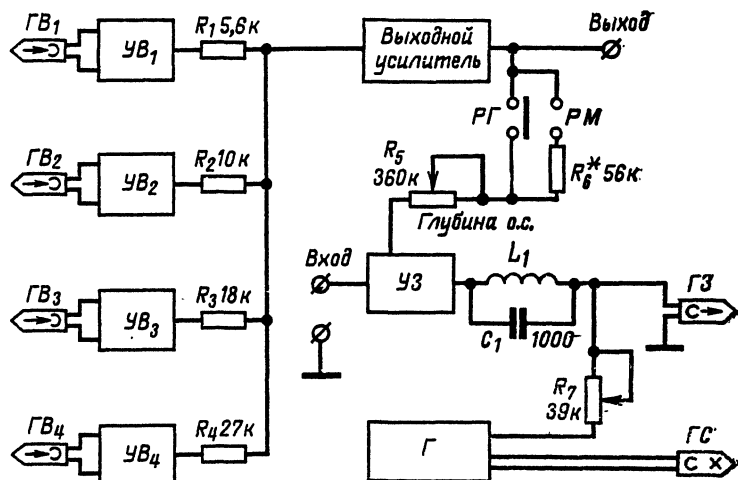 ГВ1
УВ1
R1 5,6к
Выходной
усилитель
Выход
РГ
РМ
R6* 56к
ГВ2
УВ2
R2 10к
R5
360к
Глубина о.с.
ГВ3
УВ3
R3 18к
Вход
УЗ
L1
C1
1000
ГЗ
R7
39к
ГВ4
УВ4
R4 27к
Г
ГС